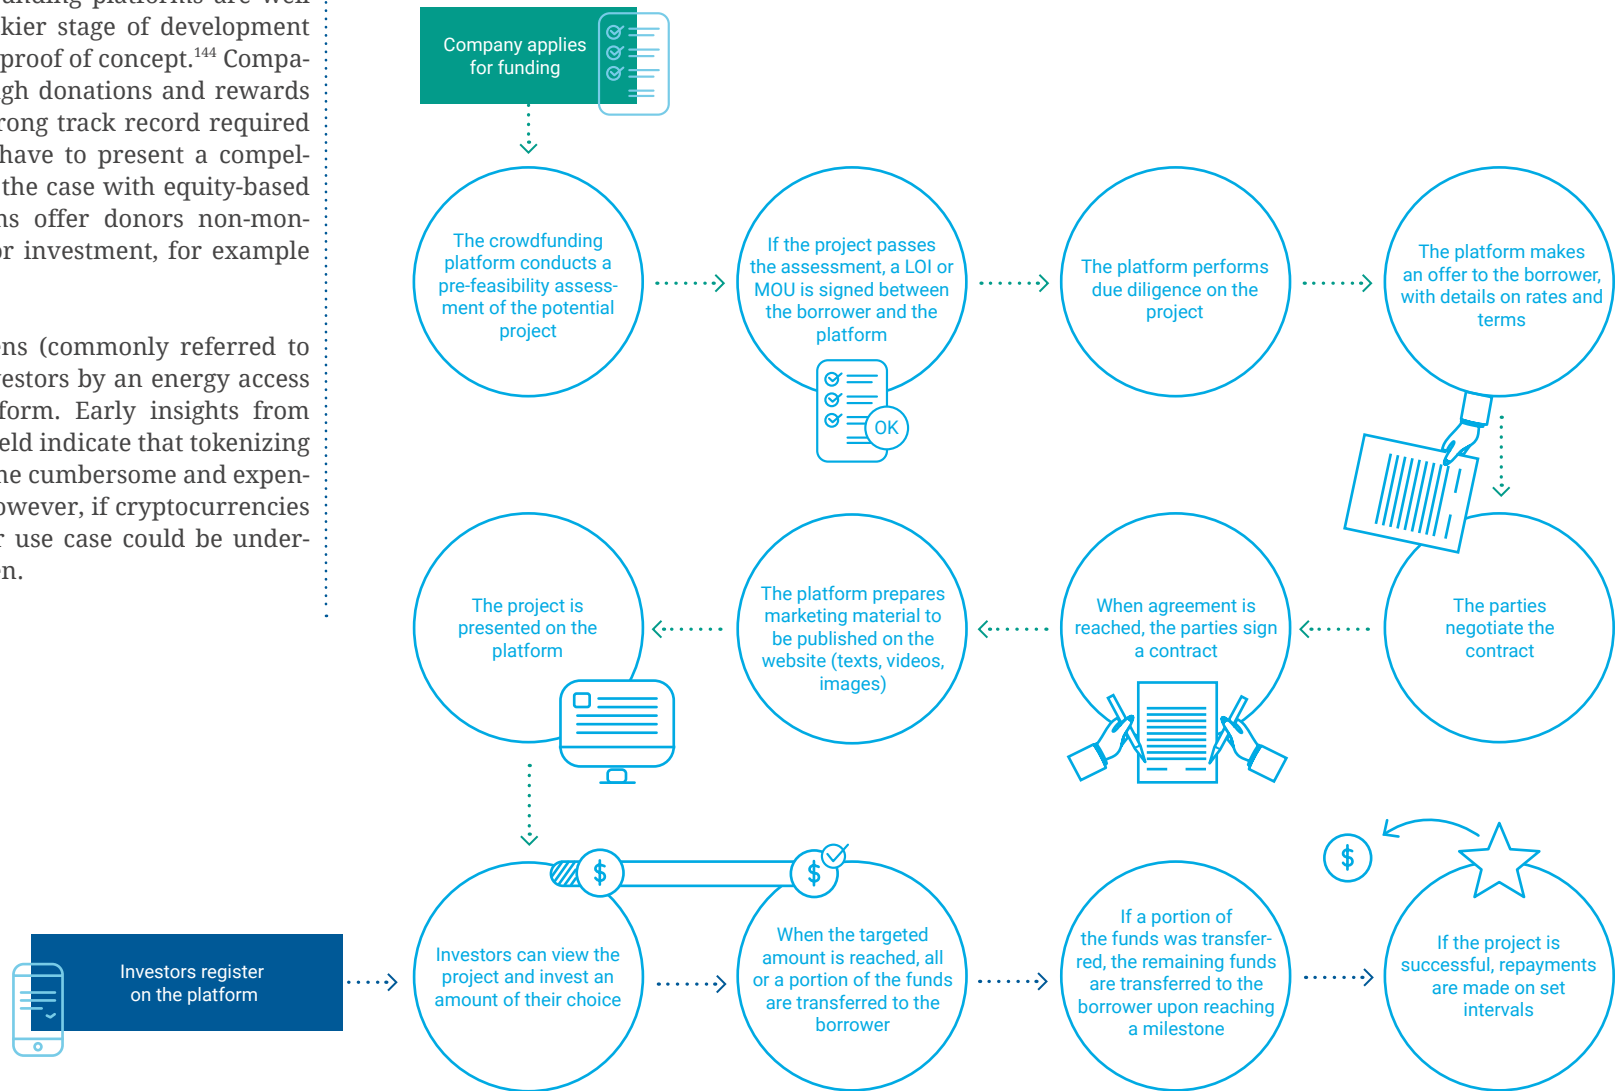 unding platforms are well
kier stage of development
proof of concept.144 Compa-
gh donations and rewards
rong track record required
have to present a compel-
the case with equity-based
ns offer donors non-mon-
or investment, for example
ens (commonly referred to
vestors by an energy access
form. Early insights from
eld indicate that tokenizing
ne cumbersome and expen-
owever, if cryptocurrencies
r use case could be under-
en.
Company applies
for funding
The crowdfunding
platform conducts a
pre-feasibility assess-
ment of the potential
project
If the project passes
the assessment, a LOI or
MOU is signed between
the borrower and the
platform
OK
The platform performs
due diligence on the
project
The platform makes
an offer to the borrower,
with details on rates and
terms
The parties
negotiate the
contract
When agreement is
reached, the parties sign
a contract
The platform prepares
marketing material to
be published on the
website (texts, videos,
images)
The project is
presented on the
platform
Investors register
on the platform
$
$
$
Investors can view the
project and invest an
amount of their choice
When the targeted
amount is reached, all
or a portion of the funds
are transferred to the
borrower
If a portion of
the funds was transfer-
red, the remaining funds
are transferred to the
borrower upon reaching
a milestone
If the project is
successful, repayments
are made on set
intervals